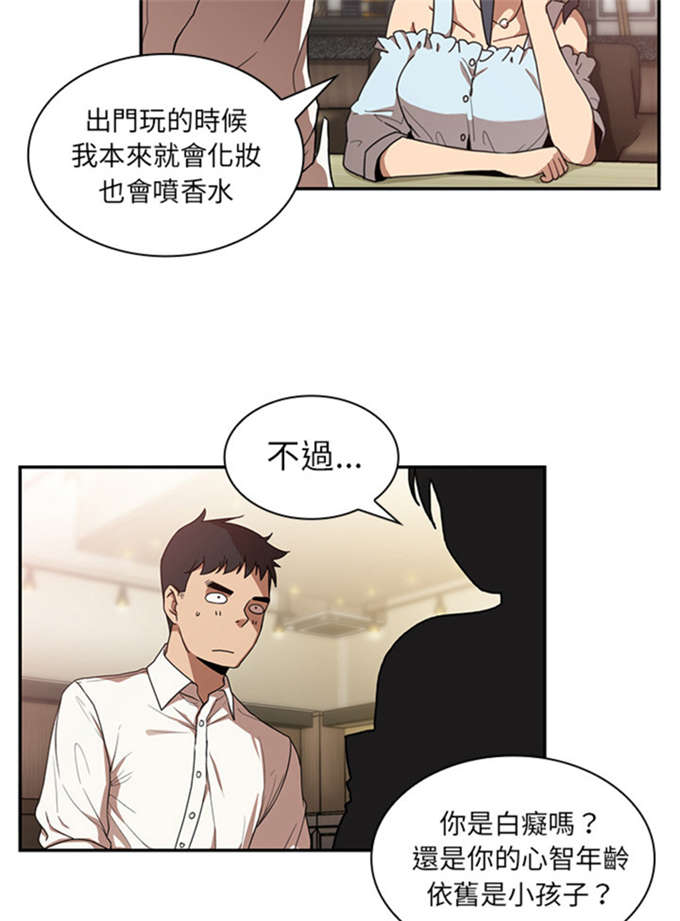 出門玩的時候
我本來就會化妝
也會噴香水
不過...
你是白癡嗎？
還是你的心智年齡
依舊是小孩子？